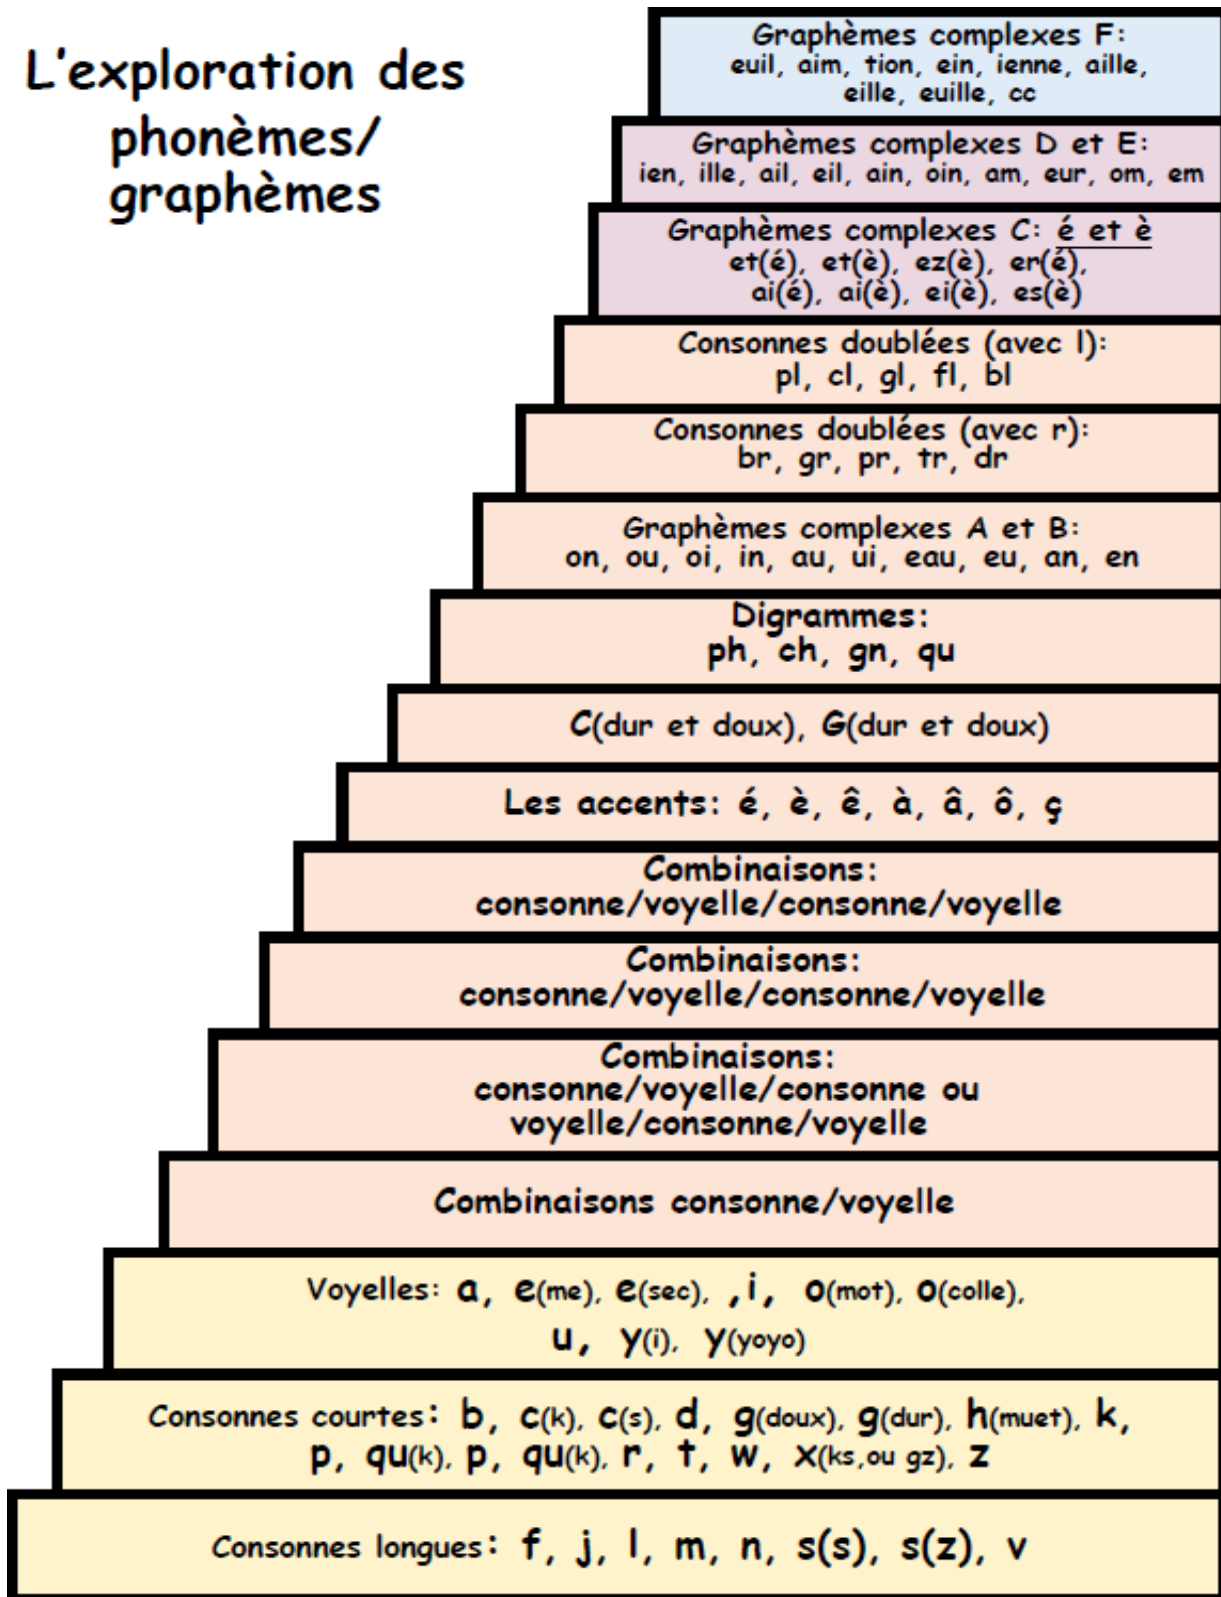 L'exploration des
phonèmes/
graphèmes
Graphèmes complexes F:
euil, aim, tion, ein, ienne, aille,
eille, euille, cc
Graphèmes complexes D et E:
ien, ille, ail, eil, ain, oin, am, eur, om, em
Graphèmes complexes C: é et è
et(é), et(è), ez(è), er(é),
ai(é), ai(è), ei(è), es(è)
Consonnes doublées (avec l):
pl, cl, gl, fl, bl
Consonnes doublées (avec r):
br, gr, pr, tr, dr
Graphèmes complexes A et B:
on, ou, oi, in, au, ui, eau, eu, an, en
Digrammes:
ph, ch, gn, qu
C(dur et doux), G(dur et doux)
Les accents: é, è, ê, à, â, ô, ç
Combinaisons:
consonne/voyelle/consonne/voyelle
Combinaisons:
consonne/voyelle/consonne/voyelle
Combinaisons:
consonne/voyelle/consonne ou
voyelle/consonne/voyelle
Combinaisons consonne/voyelle
Voyelles: a, e(me), e(sec), ,i, o(mot), o(colle),
u, y(i), y(yoyo)
Consonnes courtes: b, c(k), c(s), d, g(doux), g(dur), h(muet), k,
p, qu(k), p, qu(k), r, t, w, x(ks,ou gz), z
Consonnes longues: f, j, l, m, n, s(s), s(z), v